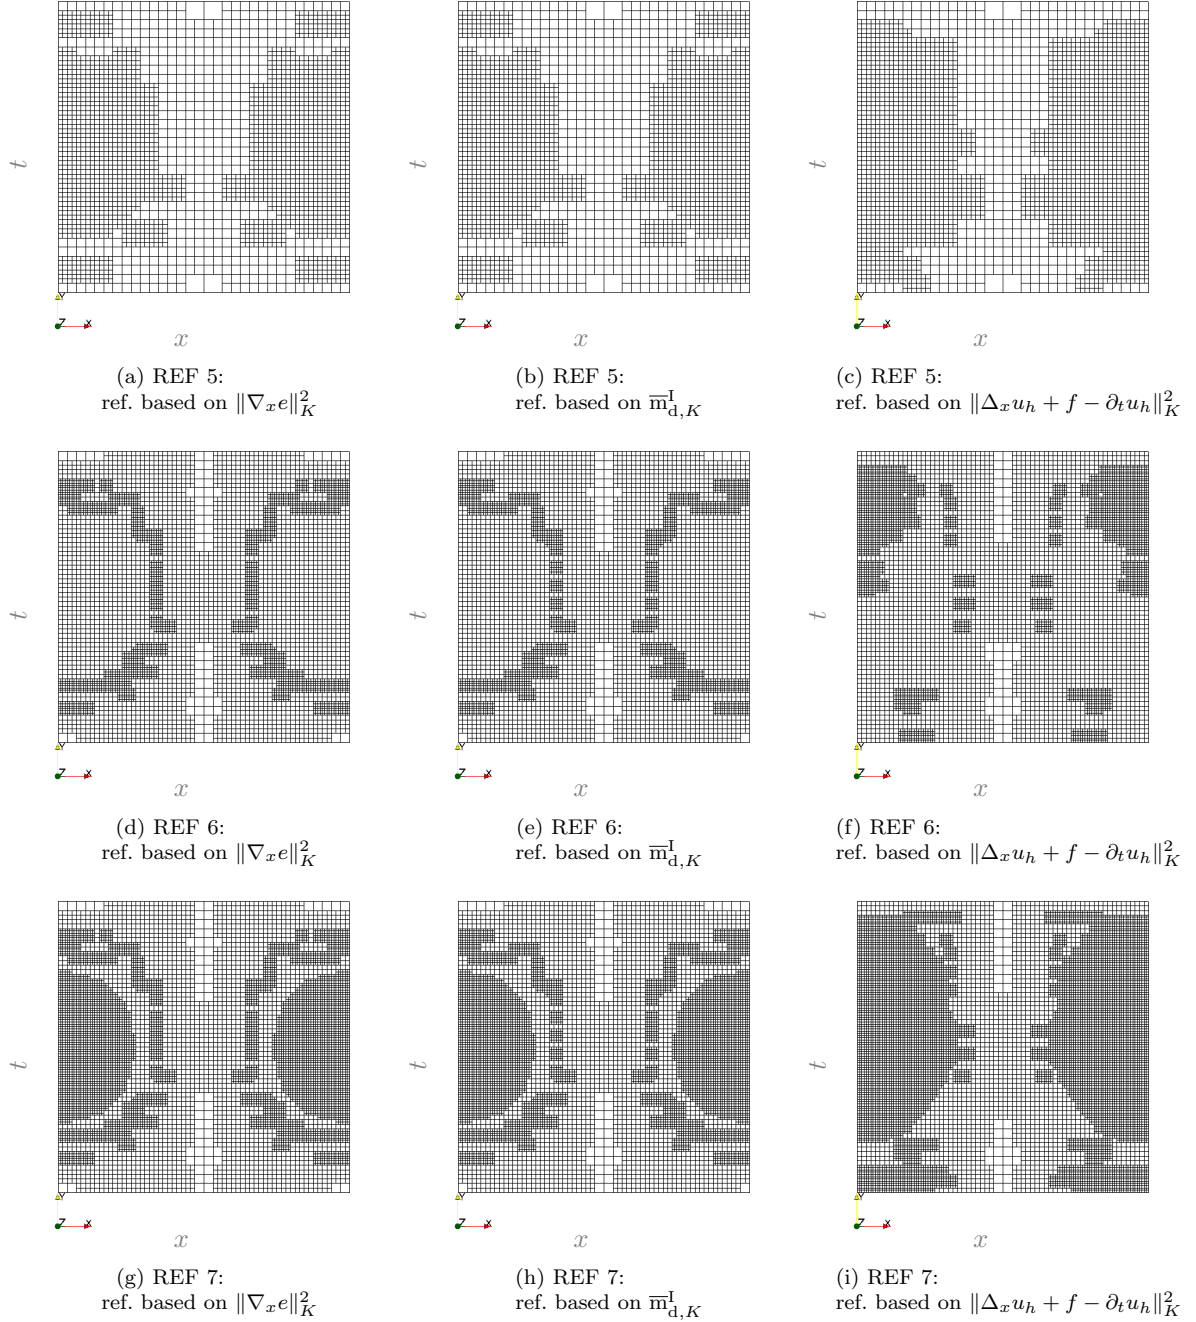 t
t
t
Y
Y
Y
Z X
Z X
Z X
x
x
x
(a) REF 5:
ref. based on ‖∇ₓe‖²_K
(b) REF 5:
ref. based on m̅ᴵ_{d,K}
(c) REF 5:
ref. based on ‖Δₓu_h + f − ∂ₜu_h‖²_K
t
t
t
Y
Y
Y
Z X
Z X
Z X
x
x
x
(d) REF 6:
ref. based on ‖∇ₓe‖²_K
(e) REF 6:
ref. based on m̅ᴵ_{d,K}
(f) REF 6:
ref. based on ‖Δₓu_h + f − ∂ₜu_h‖²_K
t
t
t
Y
Y
Y
Z X
Z X
Z X
x
x
x
(g) REF 7:
ref. based on ‖∇ₓe‖²_K
(h) REF 7:
ref. based on m̅ᴵ_{d,K}
(i) REF 7:
ref. based on ‖Δₓu_h + f − ∂ₜu_h‖²_K